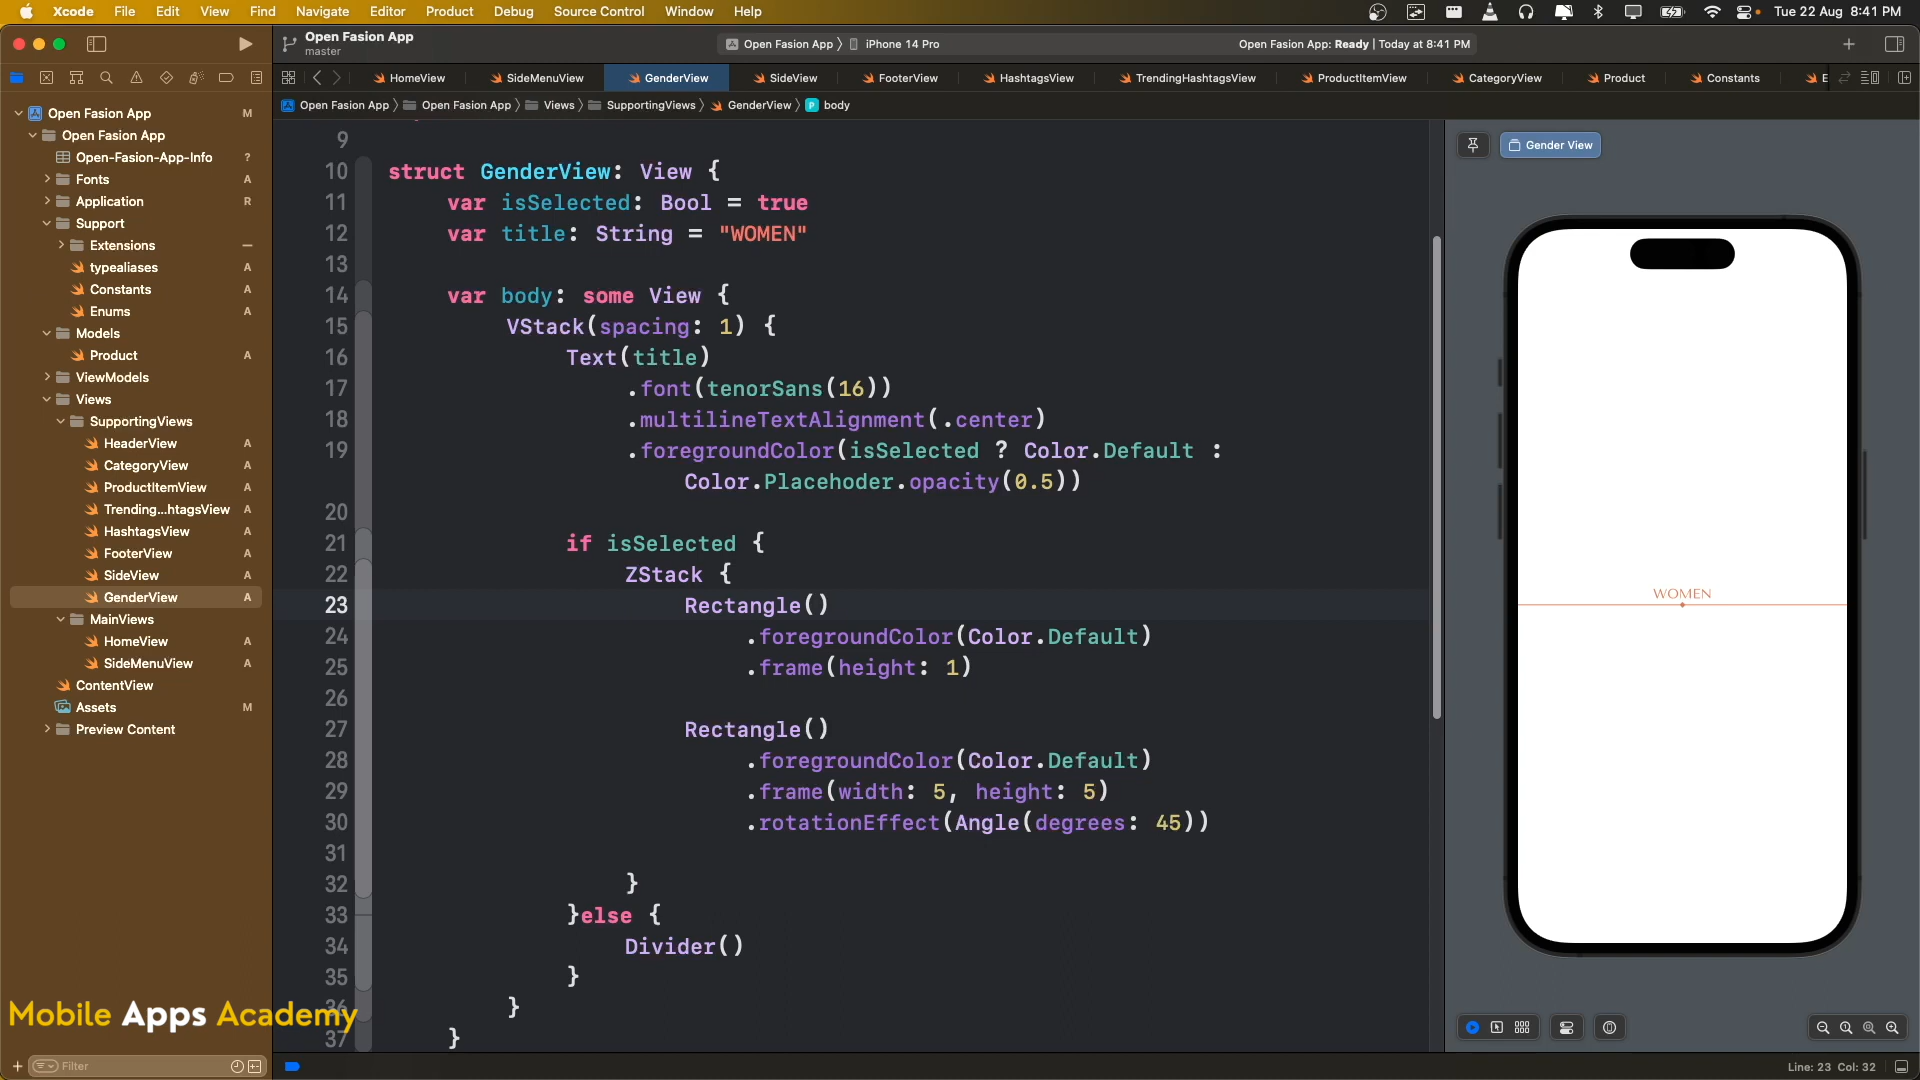 Xcode File Edit View Find Navigate Editor Product Debug Source Control Window Help Tue 22 Aug 8:41 PM
Open Fasion App
master
Open Fasion App iPhone 14 Pro Open Fasion App: Ready | Today at 8:41 PM
HomeView SideMenuView GenderView SideView FooterView HashtagsView TrendingHashtagsView ProductItemView CategoryView Product Constants E
Open Fasion App Open Fasion App Views SupportingViews GenderView P body
Open Fasion App M
Open Fasion App
Open-Fasion-App-Info ?
Fonts A
Application R
Support
Extensions
typealiases A
Constants A
Enums A
Models
Product A
ViewModels
Views
SupportingViews
HeaderView A
CategoryView A
ProductItemView A
Trending...htagsView A
HashtagsView A
FooterView A
SideView A
GenderView A
MainViews
HomeView A
SideMenuView A
ContentView
Assets M
Preview Content
Mobile Apps Academy
Filter
9
10 struct GenderView: View {
11 var isSelected: Bool = true
12 var title: String = "WOMEN"
13
14 var body: some View {
15 VStack(spacing: 1) {
16 Text(title)
17 .font(tenorSans(16))
18 .multilineTextAlignment(.center)
19 .foregroundColor(isSelected ? Color.Default :
Color.Placehoder.opacity(0.5))
20
21 if isSelected {
22 ZStack {
23 Rectangle()
24 .foregroundColor(Color.Default)
25 .frame(height: 1)
26
27 Rectangle()
28 .foregroundColor(Color.Default)
29 .frame(width: 5, height: 5)
30 .rotationEffect(Angle(degrees: 45))
31
32 }
33 }else {
34 Divider()
35 }
36 }
37 }
Gender View
WOMEN
Line: 23 Col: 32